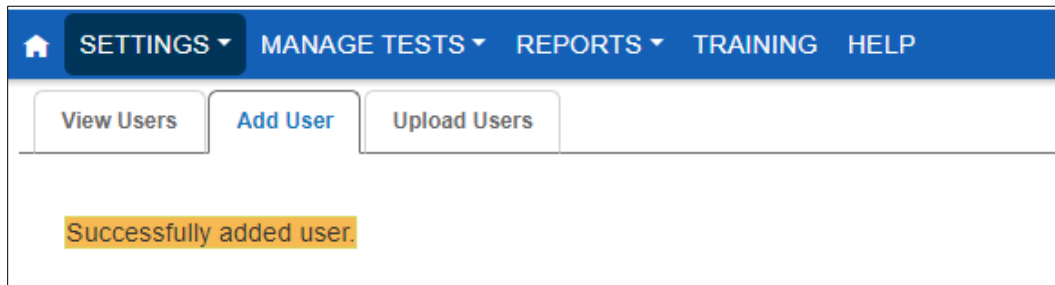 SETTINGS MANAGE TESTS REPORTS TRAINING HELP
View Users Add User Upload Users
Successfully added user.